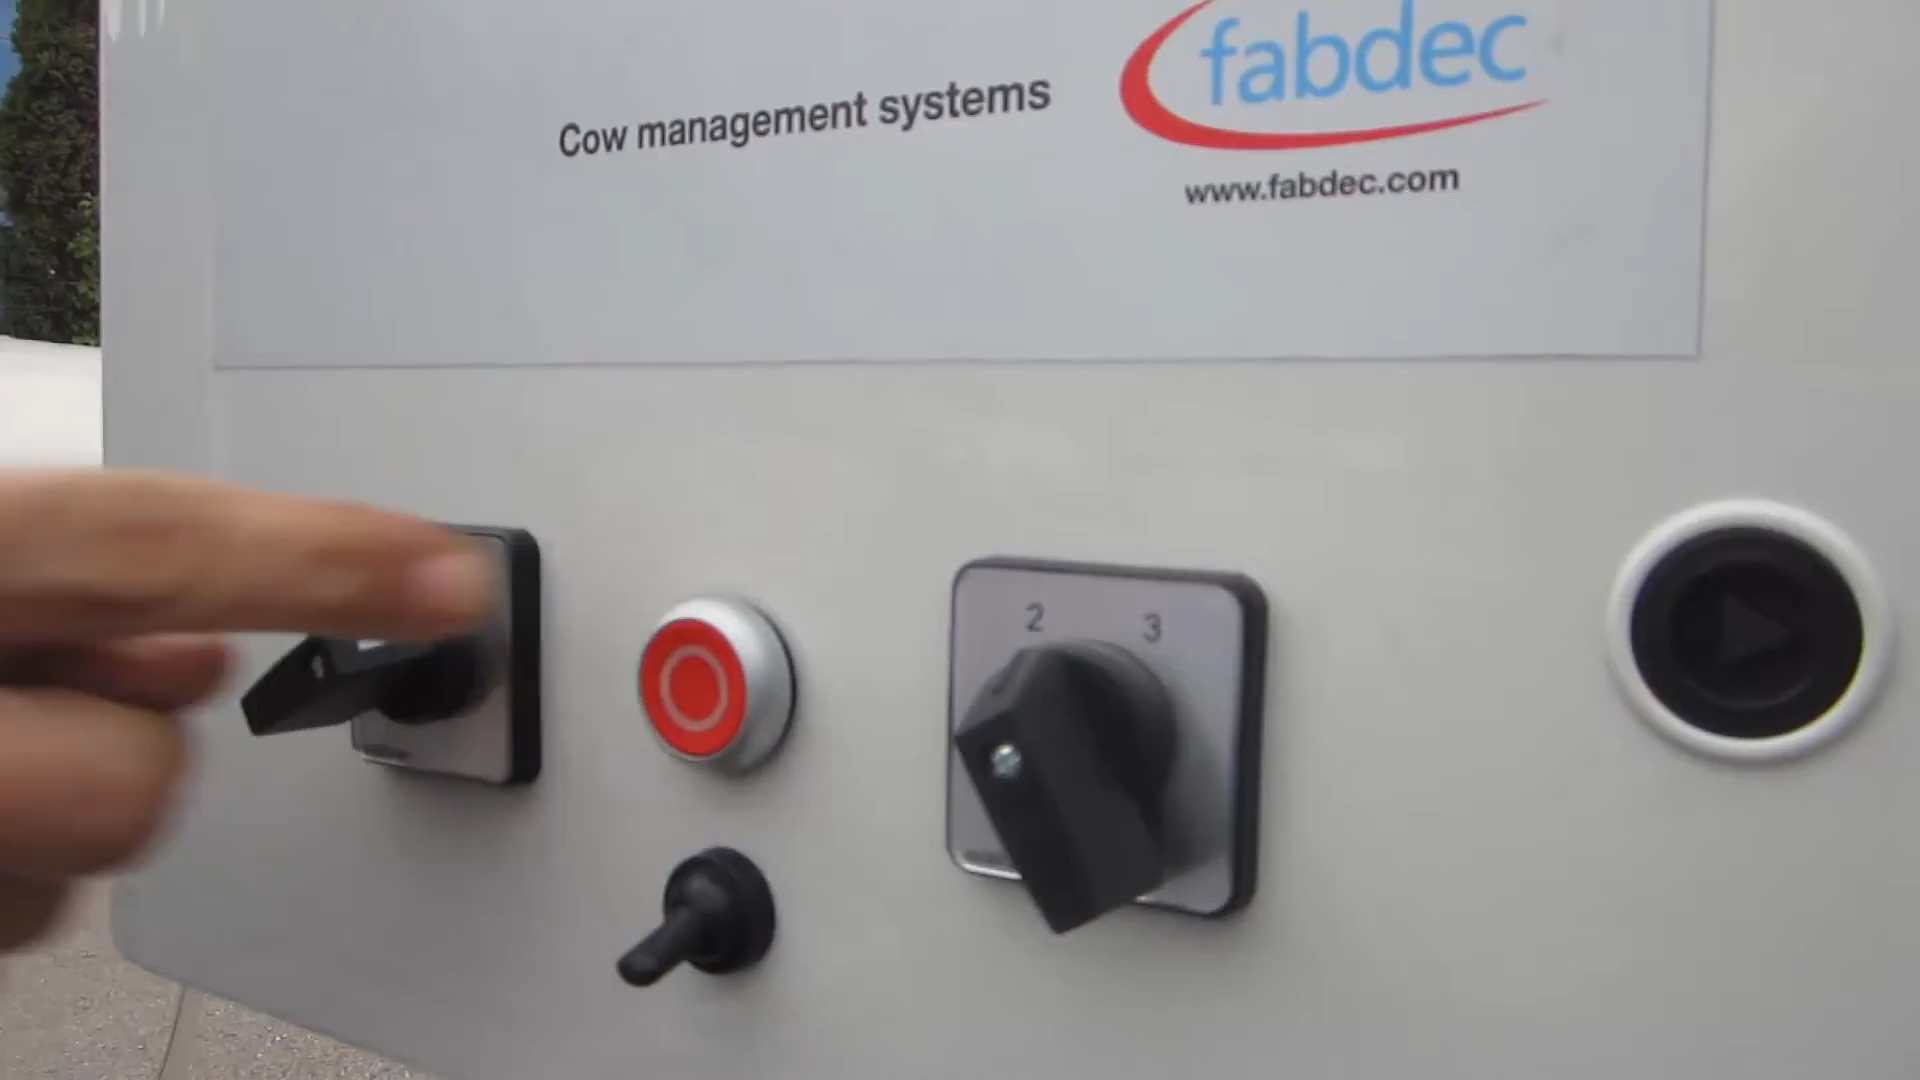 fabdec
Cow management systems
www.fabdec.com
2 3